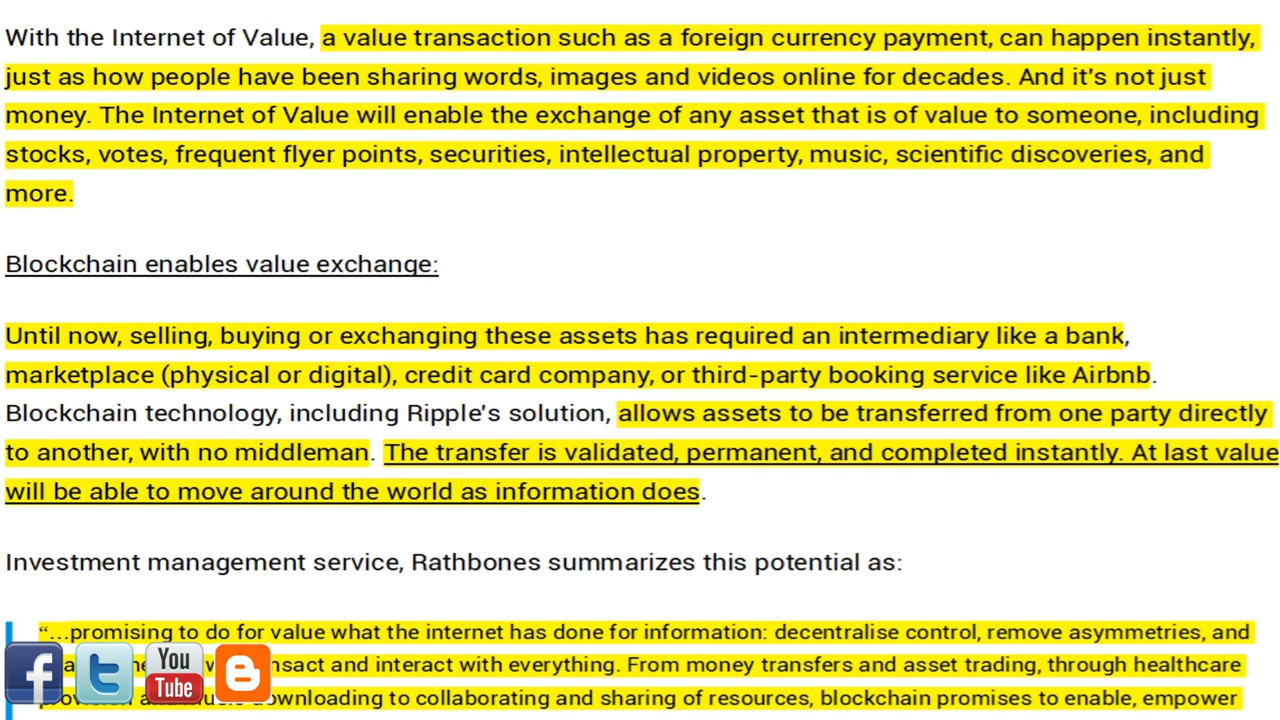 With the Internet of Value, a value transaction such as a foreign currency payment, can happen instantly,
just as how people have been sharing words, images and videos online for decades. And it's not just
money. The Internet of Value will enable the exchange of any asset that is of value to someone, including
stocks, votes, frequent flyer points, securities, intellectual property, music, scientific discoveries, and
more.
Blockchain enables value exchange:
Until now, selling, buying or exchanging these assets has required an intermediary like a bank,
marketplace (physical or digital), credit card company, or third-party booking service like Airbnb.
Blockchain technology, including Ripple's solution, allows assets to be transferred from one party directly
to another, with no middleman. The transfer is validated, permanent, and completed instantly. At last value
will be able to move around the world as information does.
Investment management service, Rathbones summarizes this potential as:
“…promising to do for value what the internet has done for information: decentralise control, remove asymmetries, and
and interact with everything. From money transfers and asset trading, through healthcare
downloading to collaborating and sharing of resources, blockchain promises to enable, empower
You
Tube